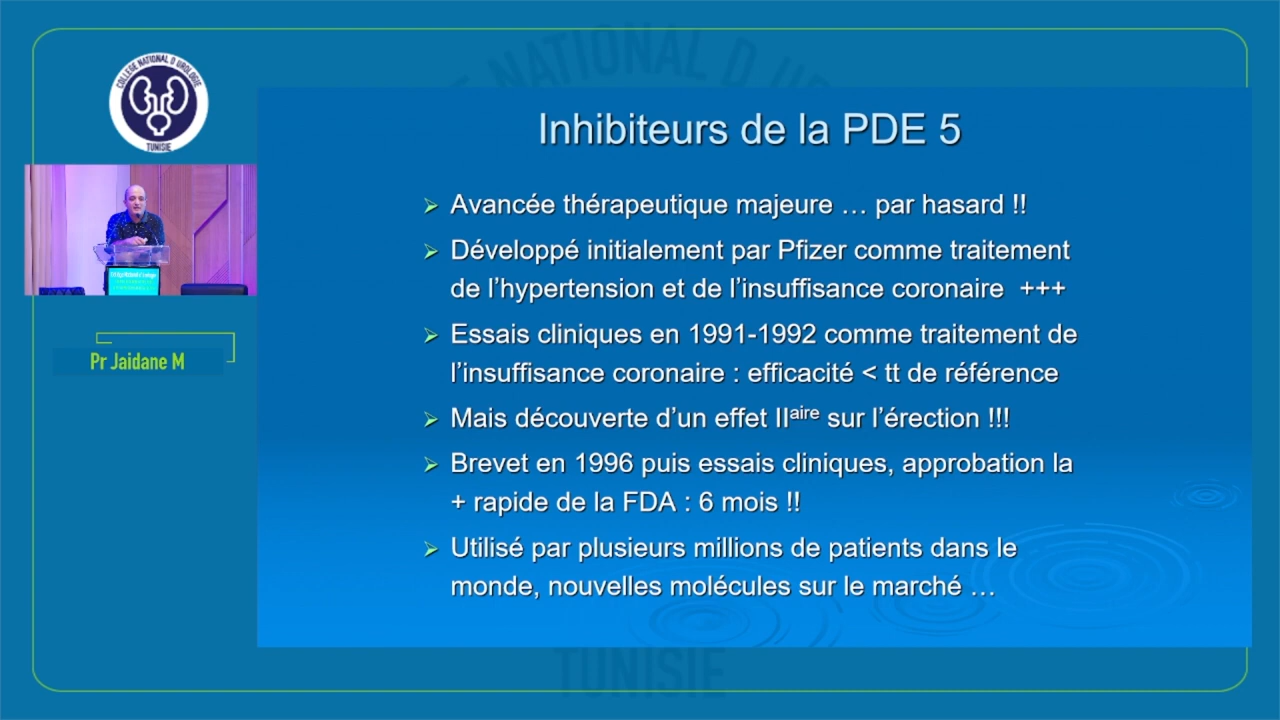 COLLÈGE NATIONAL D UROLOGIE
TUNISIE
NATIONAL D UROLOGIE
Inhibiteurs de la PDE 5
➢ Avancée thérapeutique majeure … par hasard !!
➢ Développé initialement par Pfizer comme traitement
de l’hypertension et de l’insuffisance coronaire +++
➢ Essais cliniques en 1991-1992 comme traitement de
l’insuffisance coronaire : efficacité < tt de référence
➢ Mais découverte d’un effet IIaire sur l’érection !!!
➢ Brevet en 1996 puis essais cliniques, approbation la
+ rapide de la FDA : 6 mois !!
➢ Utilisé par plusieurs millions de patients dans le
monde, nouvelles molécules sur le marché …
Pr Jaidane M
TUNISIE